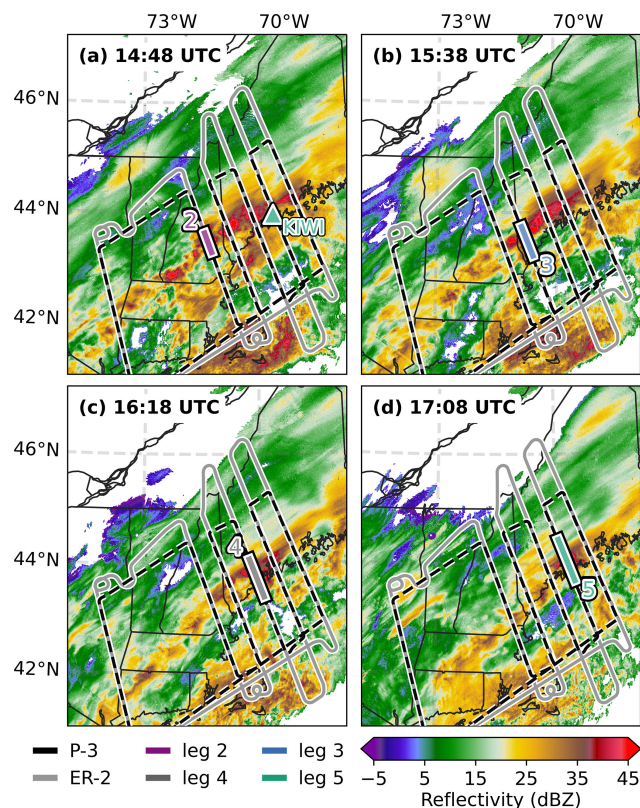 73°W 70°W
(a) 14:48 UTC
(b) 15:38 UTC
46°N
44°N
42°N
2
KIWI
3
(c) 16:18 UTC
(d) 17:08 UTC
46°N
44°N
42°N
4
5
P-3 leg 2 leg 3
ER-2 leg 4 leg 5
−5 5 15 25 35 45
Reflectivity (dBZ)